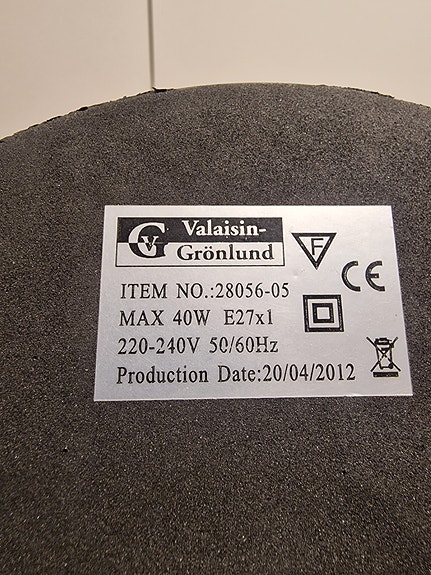 GV Valaisin-
Grönlund
F
CE
ITEM NO.:28056-05
MAX 40W E27x1
220-240V 50/60Hz
Production Date:20/04/2012